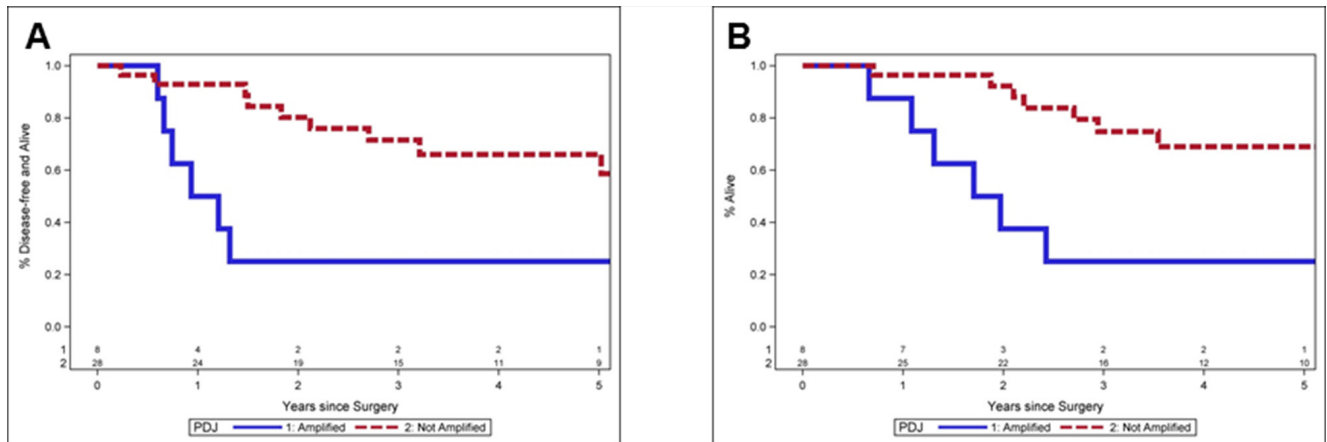 A
% Disease-free and Alive
1.0
0.8
0.6
0.4
0.2
0.0
1 8 4 2 2 2 1
2 28 24 19 15 11 9
0 1 2 3 4 5
Years since Surgery
PDJ 1: Amplified 2: Not Amplified
B
% Alive
1.0
0.8
0.6
0.4
0.2
0.0
1 8 7 3 2 2 1
2 28 25 22 16 12 10
0 1 2 3 4 5
Years since Surgery
PDJ 1: Amplified 2: Not Amplified